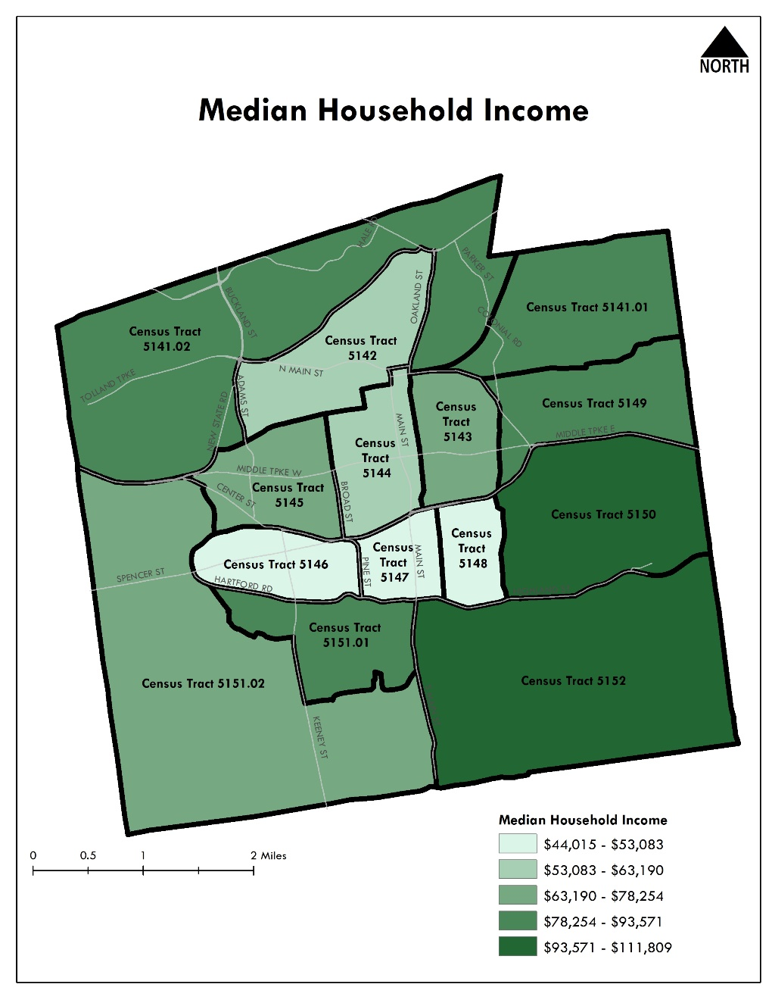 NORTH
Median Household Income
HALE RD
PARKER ST
BUCKLAND ST
OAKLAND ST
Census Tract 5141.01
COLONIAL RD
Census Tract
5141.02
Census Tract
5142
N MAIN ST
TOLLAND TPKE
ADAMS ST
NEW STATE RD
Census
Tract
5143
Census Tract 5149
MAIN ST
MIDDLE TPKE E
Census
Tract
5144
MIDDLE TPKE W
CENTER ST
Census Tract
5145
BROAD ST
Census Tract 5150
Census
Tract
5148
Census
Tract
5147
MAIN ST
PINE ST
Census Tract 5146
SPENCER ST
HARTFORD RD
Census Tract
5151.01
Census Tract 5151.02
Census Tract 5152
KEENEY ST
Median Household Income
$44,015 - $53,083
$53,083 - $63,190
$63,190 - $78,254
$78,254 - $93,571
$93,571 - $111,809
0 0.5 1 2 Miles